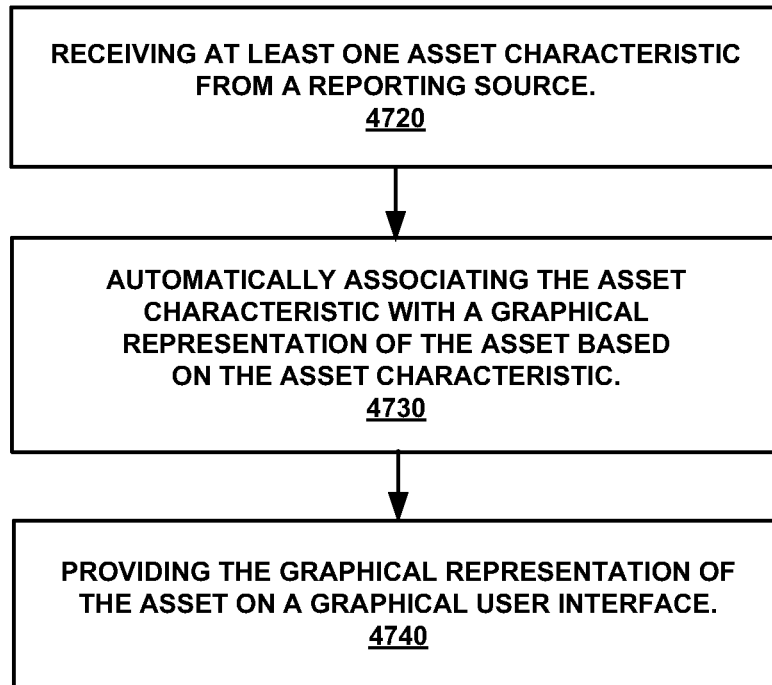 RECEIVING AT LEAST ONE ASSET CHARACTERISTIC
FROM A REPORTING SOURCE.
4720
AUTOMATICALLY ASSOCIATING THE ASSET
CHARACTERISTIC WITH A GRAPHICAL
REPRESENTATION OF THE ASSET BASED
ON THE ASSET CHARACTERISTIC.
4730
PROVIDING THE GRAPHICAL REPRESENTATION OF
THE ASSET ON A GRAPHICAL USER INTERFACE.
4740